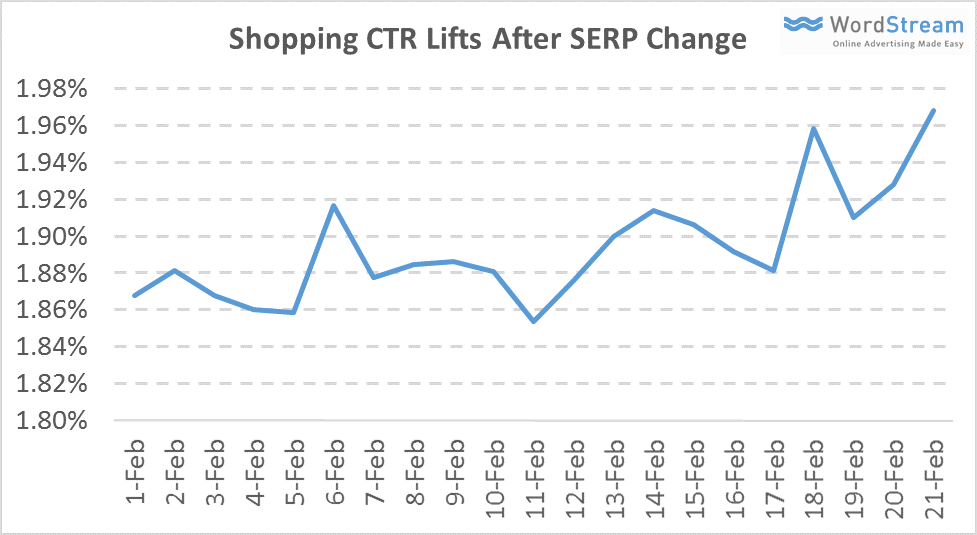 Shopping CTR Lifts After SERP Change
WordStream
Online Advertising Made Easy
1.98%
1.96%
1.94%
1.92%
1.90%
1.88%
1.86%
1.84%
1.82%
1.80%
1-Feb
2-Feb
3-Feb
4-Feb
5-Feb
6-Feb
7-Feb
8-Feb
9-Feb
10-Feb
11-Feb
12-Feb
13-Feb
14-Feb
15-Feb
16-Feb
17-Feb
18-Feb
19-Feb
20-Feb
21-Feb